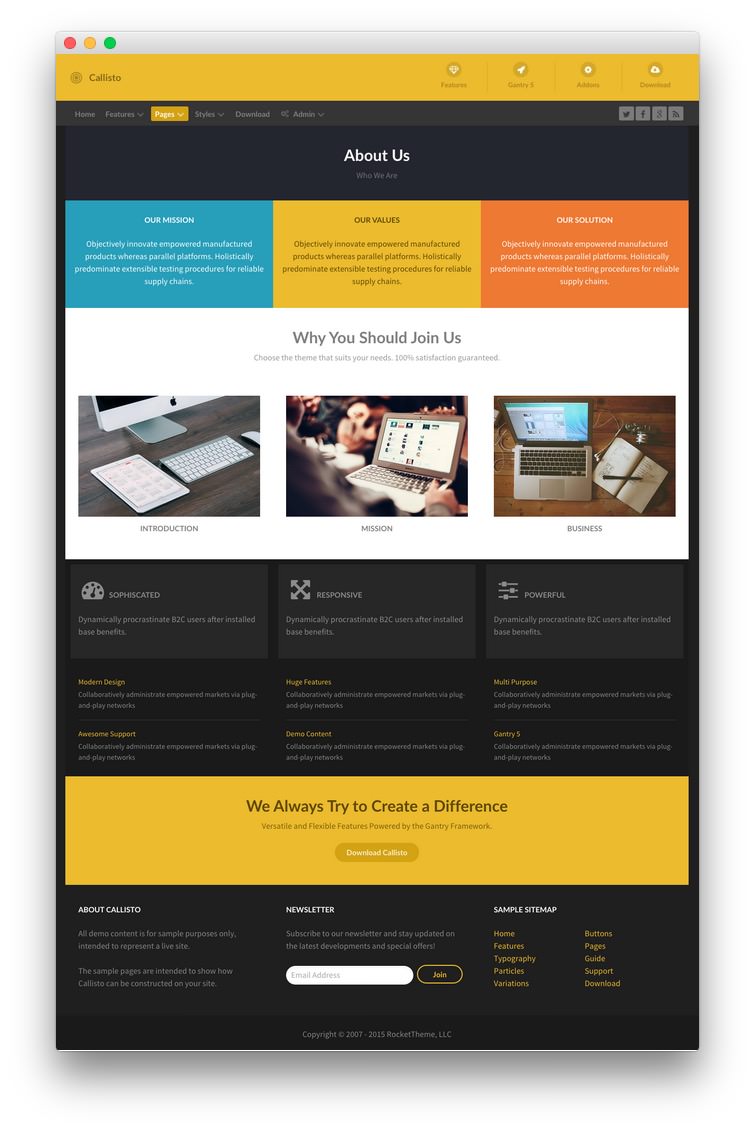 Callisto
Features
Gantry 5
Addons
Download
Home Features Pages Styles Download Admin
About Us
Who We Are
OUR MISSION
Objectively innovate empowered manufactured
products whereas parallel platforms. Holistically
predominate extensible testing procedures for reliable
supply chains.
OUR VALUES
Objectively innovate empowered manufactured
products whereas parallel platforms. Holistically
predominate extensible testing procedures for reliable
supply chains.
OUR SOLUTION
Objectively innovate empowered manufactured
products whereas parallel platforms. Holistically
predominate extensible testing procedures for reliable
supply chains.
Why You Should Join Us
Choose the theme that suits your needs. 100% satisfaction guaranteed.
INTRODUCTION
MISSION
BUSINESS
SOPHISCATED
Dynamically procrastinate B2C users after installed
base benefits.
RESPONSIVE
Dynamically procrastinate B2C users after installed
base benefits.
POWERFUL
Dynamically procrastinate B2C users after installed
base benefits.
Modern Design
Collaboratively administrate empowered markets via plug-
and-play networks
Awesome Support
Collaboratively administrate empowered markets via plug-
and-play networks
Huge Features
Collaboratively administrate empowered markets via plug-
and-play networks
Demo Content
Collaboratively administrate empowered markets via plug-
and-play networks
Multi Purpose
Collaboratively administrate empowered markets via plug-
and-play networks
Gantry 5
Collaboratively administrate empowered markets via plug-
and-play networks
We Always Try to Create a Difference
Versatile and Flexible Features Powered by the Gantry Framework.
Download Callisto
ABOUT CALLISTO
All demo content is for sample purposes only,
intended to represent a live site.
The sample pages are intended to show how
Callisto can be constructed on your site.
NEWSLETTER
Subscribe to our newsletter and stay updated on
the latest developments and special offers!
Email Address
Join
SAMPLE SITEMAP
Home
Features
Typography
Particles
Variations
Buttons
Pages
Guide
Support
Download
Copyright © 2007 - 2015 RocketTheme, LLC